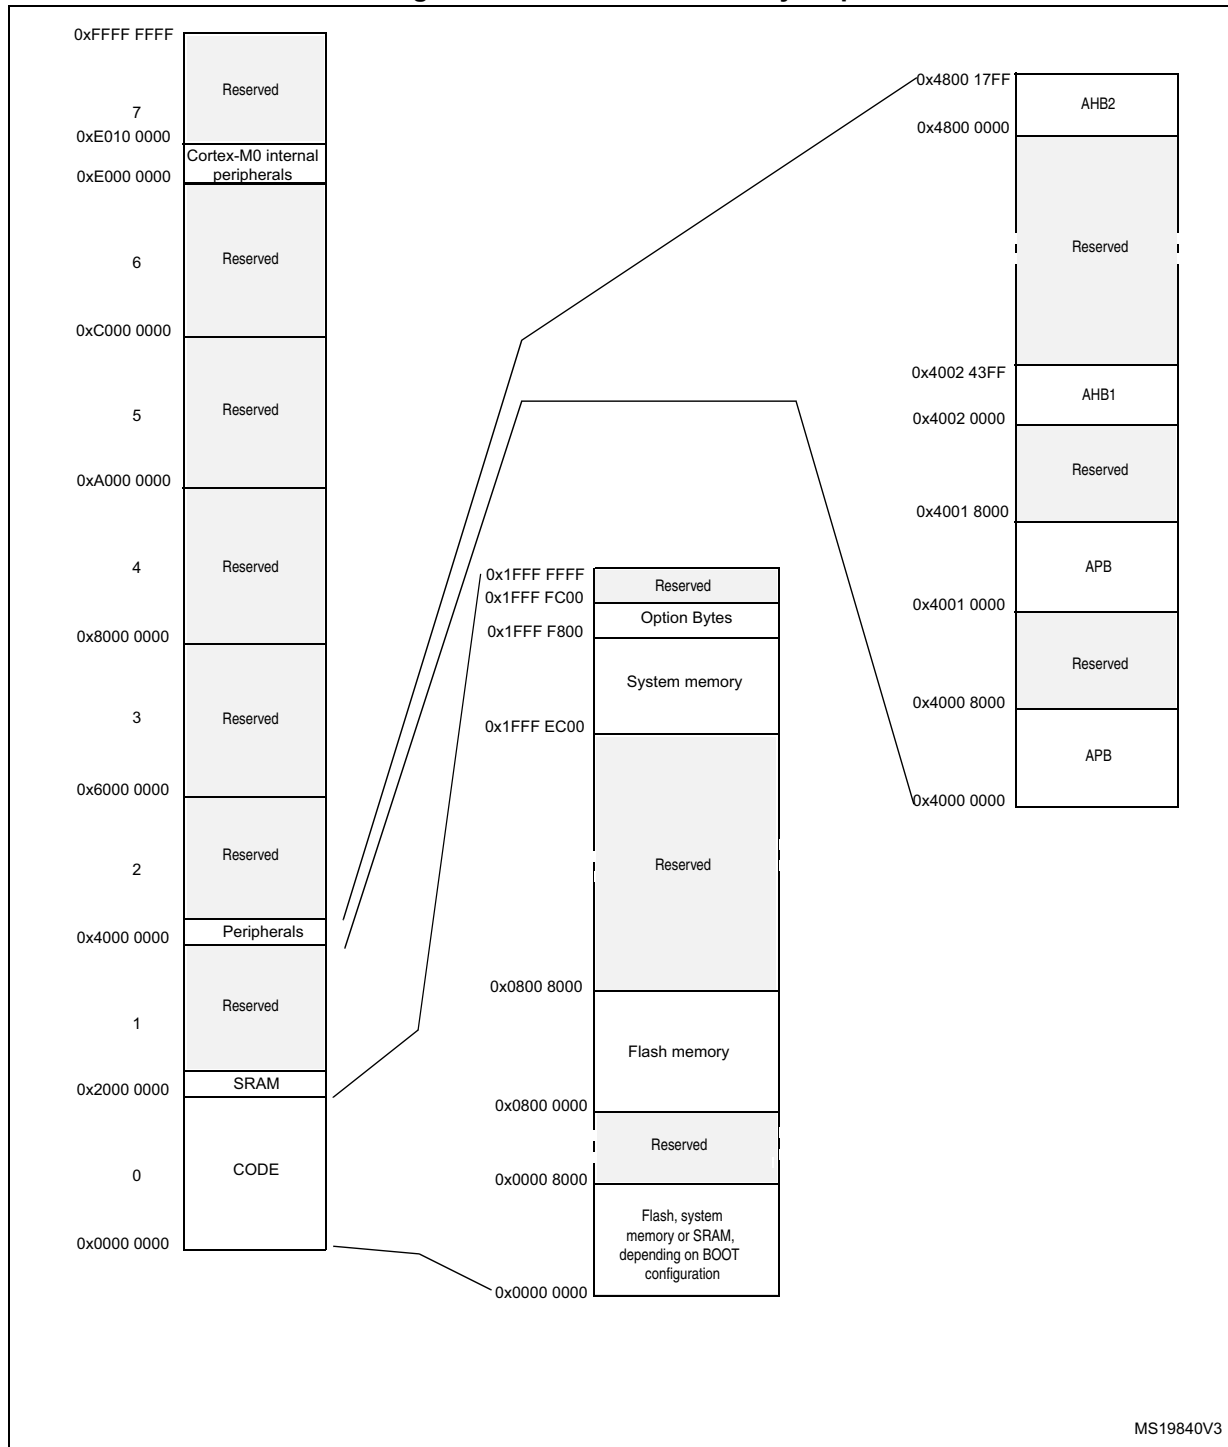 0xFFFF FFFF
Reserved
7
0xE010 0000
Cortex-M0 internal
peripherals
0xE000 0000
Reserved
6
0xC000 0000
Reserved
5
0xA000 0000
Reserved
4
0x8000 0000
Reserved
3
0x6000 0000
Reserved
2
Peripherals
0x4000 0000
Reserved
1
SRAM
0x2000 0000
CODE
0
0x0000 0000
0x1FFF FFFF
Reserved
0x1FFF FC00
Option Bytes
0x1FFF F800
System memory
0x1FFF EC00
Reserved
0x0800 8000
Flash memory
0x0800 0000
Reserved
0x0000 8000
Flash, system
memory or SRAM,
depending on BOOT
configuration
0x0000 0000
0x4800 17FF
AHB2
0x4800 0000
Reserved
0x4002 43FF
AHB1
0x4002 0000
Reserved
0x4001 8000
APB
0x4001 0000
Reserved
0x4000 8000
APB
0x4000 0000
MS19840V3